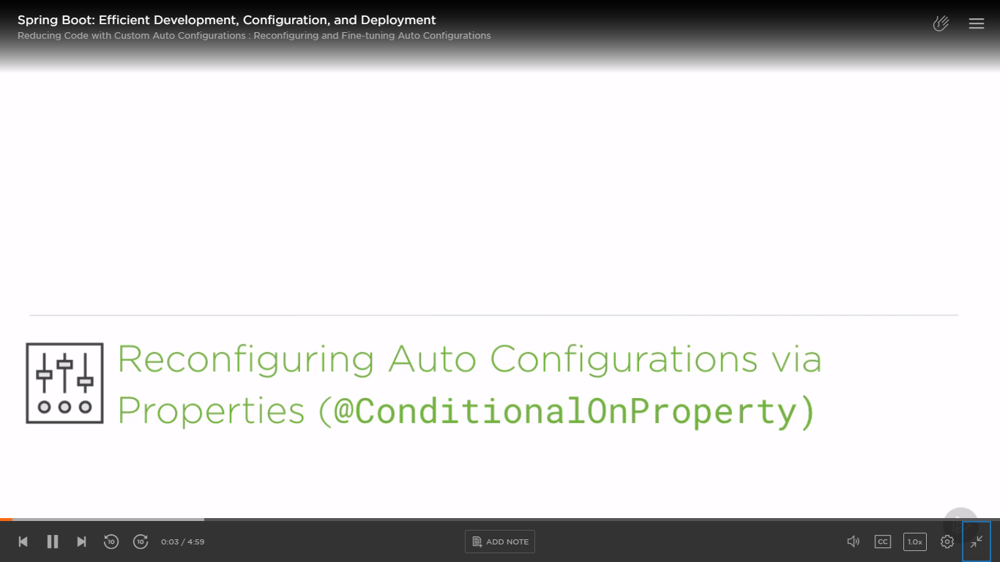 Spring Boot: Efficient Development, Configuration, and Deployment
Reducing Code with Custom Auto Configurations : Reconfiguring and Fine-tuning Auto Configurations
Reconfiguring Auto Configurations via
Properties (@ConditionalOnProperty)
10
10
0:03 / 4:59
ADD NOTE
CC
1.0x